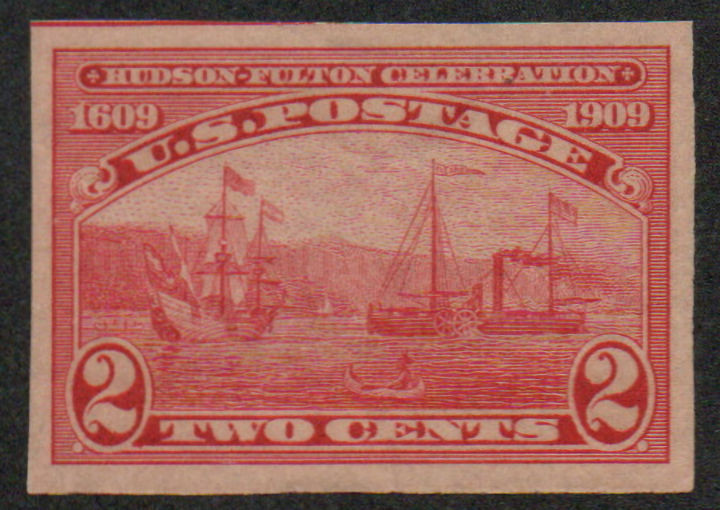 HUDSON-FULTON CELEBRATION
1609 1909
U.S. POSTAGE
2 TWO CENTS 2